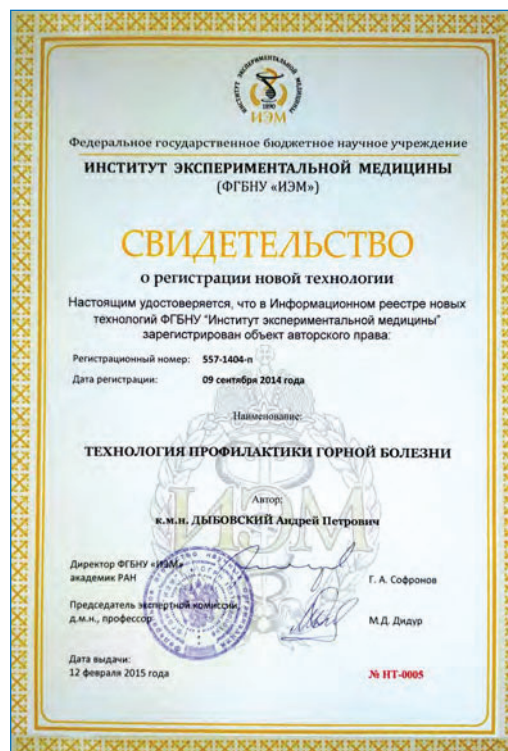 ИНСТИТУТ ЭКСПЕРИМЕНТАЛЬНОЙ МЕДИЦИНЫ
1890
ИЭМ
Федеральное государственное бюджетное научное учреждение
ИНСТИТУТ ЭКСПЕРИМЕНТАЛЬНОЙ МЕДИЦИНЫ
(ФГБНУ «ИЭМ»)
СВИДЕТЕЛЬСТВО
о регистрации новой технологии
Настоящим удостоверяется, что в Информационном реестре новых
технологий ФГБНУ "Институт экспериментальной медицины"
зарегистрирован объект авторского права:
Регистрационный номер: 557-1404-п
Дата регистрации: 09 сентября 2014 года
Наименование:
ТЕХНОЛОГИЯ ПРОФИЛАКТИКИ ГОРНОЙ БОЛЕЗНИ
ИЭМ
Автор:
к.м.н. ДЫБОВСКИЙ Андрей Петрович
Директор ФГБНУ «ИЭМ»
академик РАН Г. А. Софронов
Председатель экспертной комиссии,
д.м.н., профессор М.Д. Дидур
Дата выдачи:
12 февраля 2015 года № НТ-0005